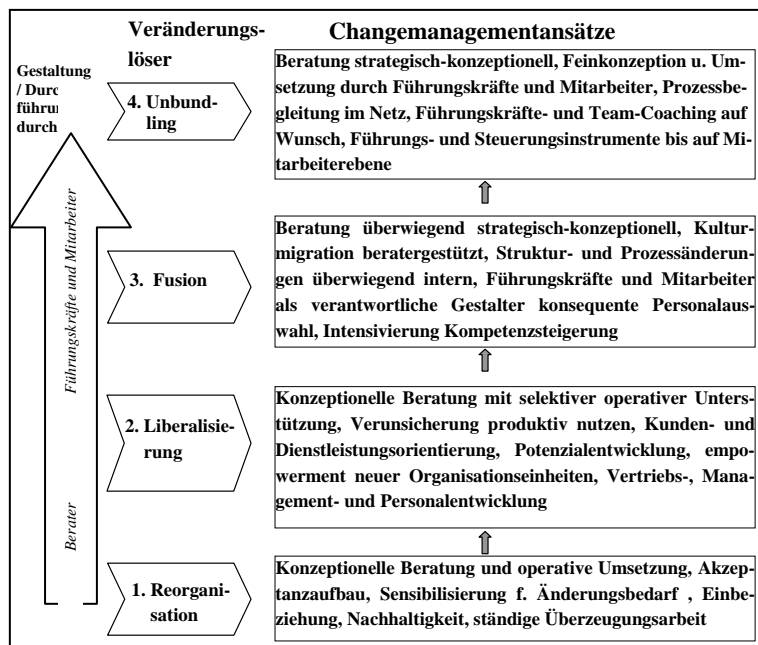 Veränderungs-
löser
Changemanagementansätze
Gestaltung
/ Durc
führu
durch
4. Unbund-
ling
Beratung strategisch-konzeptionell, Feinkonzeption u. Um-
setzung durch Führungskräfte und Mitarbeiter, Prozessbe-
gleitung im Netz, Führungskräfte- und Team-Coaching auf
Wunsch, Führungs- und Steuerungsinstrumente bis auf Mi-
tarbeiterebene
Führungskräfte und Mitarbeiter
3. Fusion
Beratung überwiegend strategisch-konzeptionell, Kultur-
migration beratergestützt, Struktur- und Prozessänderun-
gen überwiegend intern, Führungskräfte und Mitarbeiter
als verantwortliche Gestalter konsequente Personalaus-
wahl, Intensivierung Kompetenzsteigerung
2. Liberalisie-
rung
Konzeptionelle Beratung mit selektiver operativer Unters-
tützung, Verunsicherung produktiv nutzen, Kunden- und
Dienstleistungsorientierung, Potenzialentwicklung, empo-
werment neuer Organisationseinheiten, Vertriebs-, Mana-
gement- und Personalentwicklung
Berater
1. Reorgani-
sation
Konzeptionelle Beratung und operative Umsetzung, Akzep-
tanzaufbau, Sensibilisierung f. Änderungsbedarf , Einbe-
ziehung, Nachhaltigkeit, ständige Überzeugungsarbeit